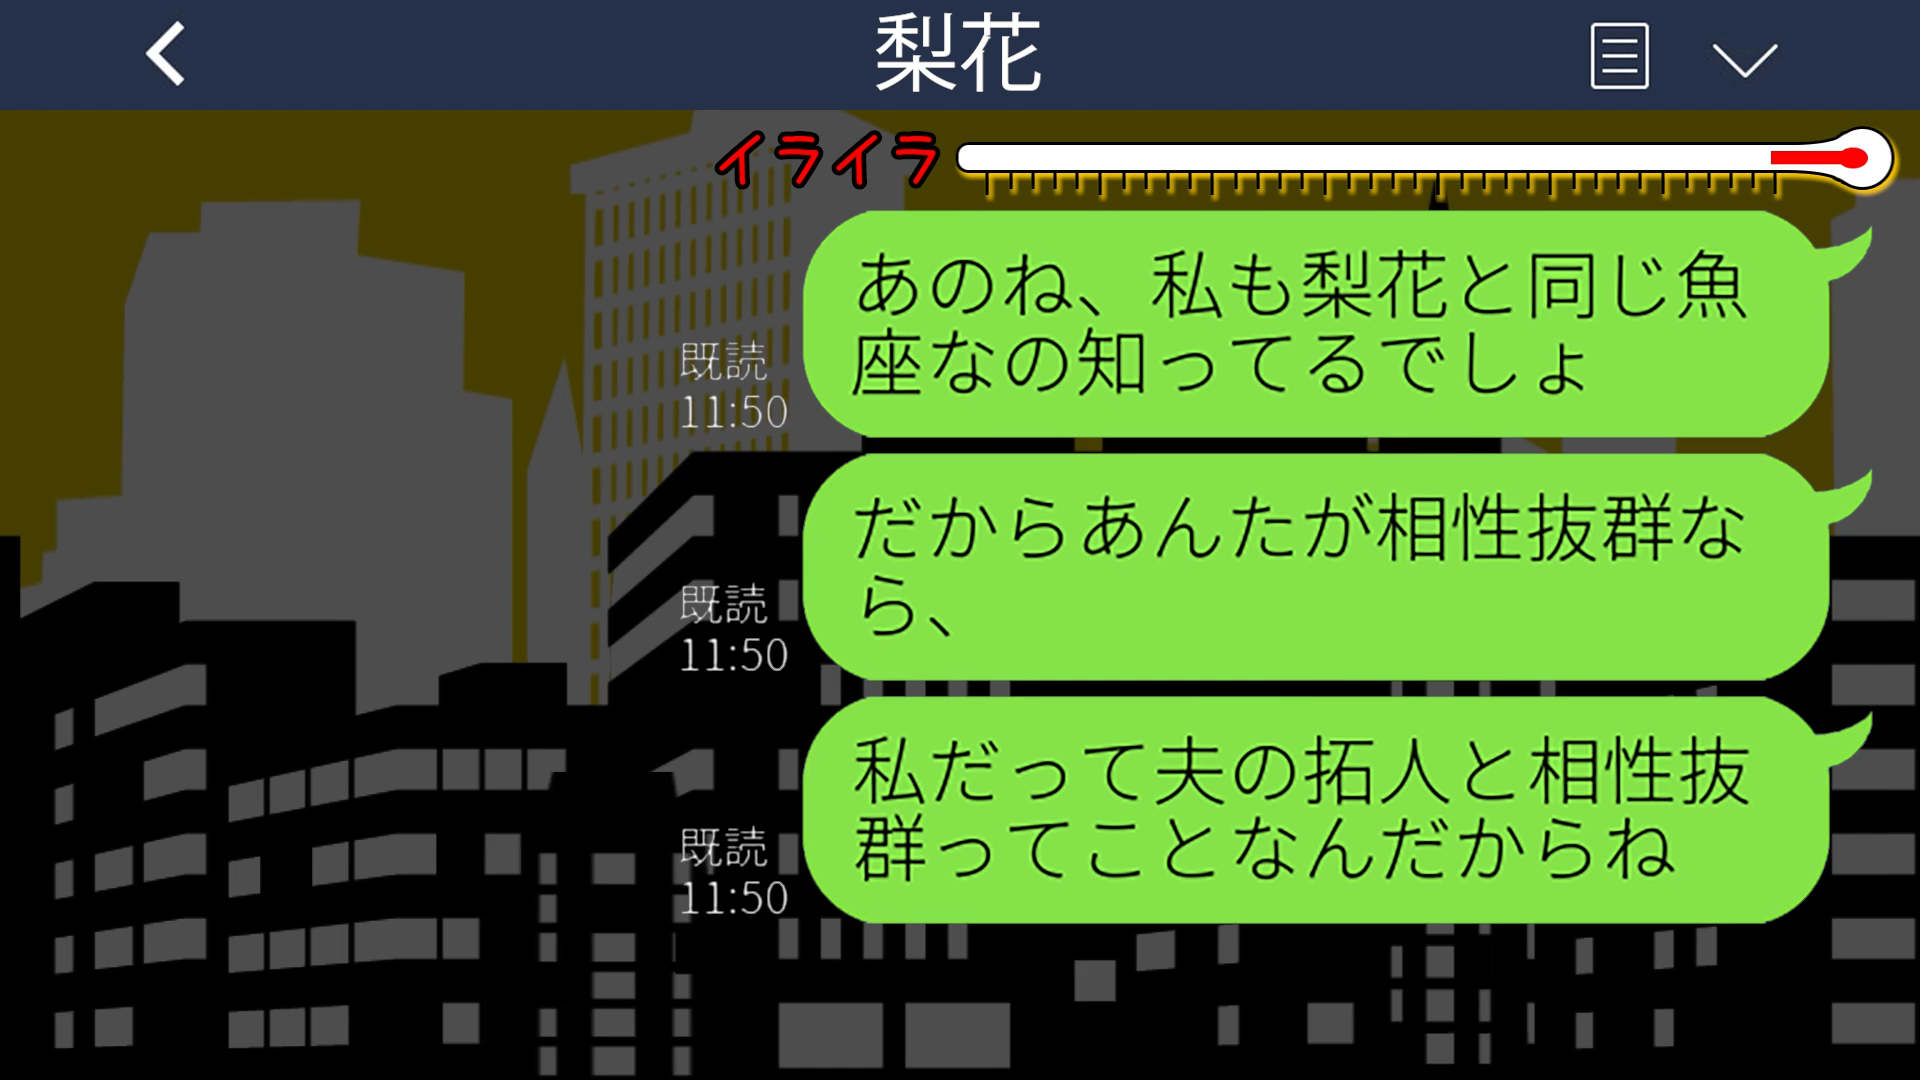 梨花
イライラ
あのね、私も梨花と同じ魚
座なの知ってるでしょ
既読
11:50
だからあんたが相性抜群な
ら、
既読
11:50
私だって夫の拓人と相性抜
群ってことなんだからね
既読
11:50